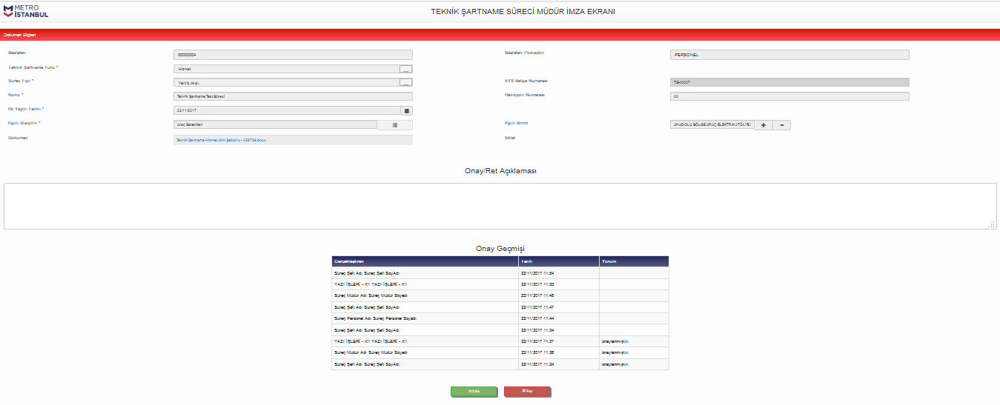 METRO
İSTANBUL
TEKNİK ŞARTNAME SÜRECİ MÜDÜR İMZA EKRANI
Doküman Bilgileri
Başlatan
00000004
Başlatan Pozisyon
PERSONEL
Teknik Şartname Türü *
Hizmet
Süreç Tipi *
Yeni İş Akışı
EYS Belge Numarası
TSH0007
Konu *
Teknik Şartname Test Süreci
Revizyon Numarası
00
İlk Yayın Tarihi *
22/11/2017
İlgili Disiplin *
Araç Sistemleri
İlgili Birim
ANADOLU BÖLGE ARAÇ ELEKTRİK ATÖLYE
Doküman
Teknik Şartname Hizmet Alım Şablonu - 459736.docx
Ekler
Onay/Ret Açıklaması
Onay Geçmişi
Gerçekleştiren Tarih Yorum
Süreç Şefi Adı Süreç Şefi SoyAdı 22/11/2017 11:54
YAZI İŞLERİ - K1 YAZI İŞLERİ - K1 22/11/2017 11:52
Süreç Müdür Adı Süreç Müdür Soyadı 22/11/2017 11:48
Süreç Şefi Adı Süreç Şefi SoyAdı 22/11/2017 11:47
Süreç Personel Adı Süreç Personel Soyadı 22/11/2017 11:44
Süreç Şefi Adı Süreç Şefi SoyAdı 22/11/2017 11:34
YAZI İŞLERİ - K1 YAZI İŞLERİ - K1 22/11/2017 11:27 onaylanmıştır.
Süreç Müdür Adı Süreç Müdür Soyadı 22/11/2017 11:26 onaylanmıştır.
Süreç Şefi Adı Süreç Şefi SoyAdı 22/11/2017 11:24 onaylanmıştır.
İmzala
Ret